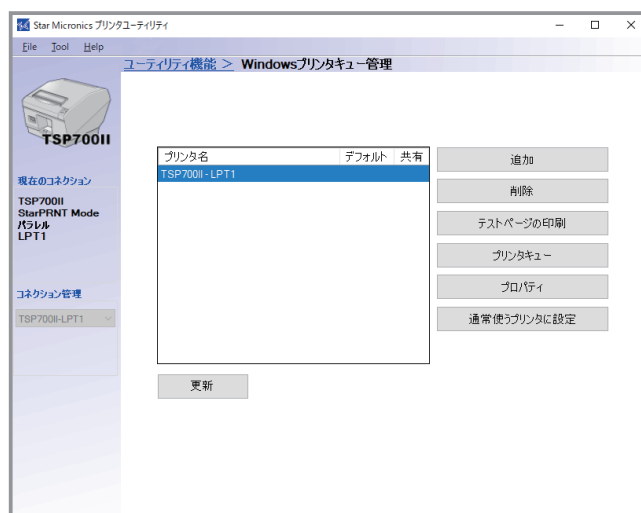 Star Micronics プリンタユーティリティ
File Tool Help
ユーティリティ機能 > Windowsプリンタキュー管理
TSP700II
現在のコネクション
TSP700II
StarPRNT Mode
パラレル
LPT1
コネクション管理
TSP700II-LPT1
プリンタ名 デフォルト 共有
TSP700II - LPT1
更新
追加
削除
テストページの印刷
プリンタキュー
プロパティ
通常使うプリンタに設定